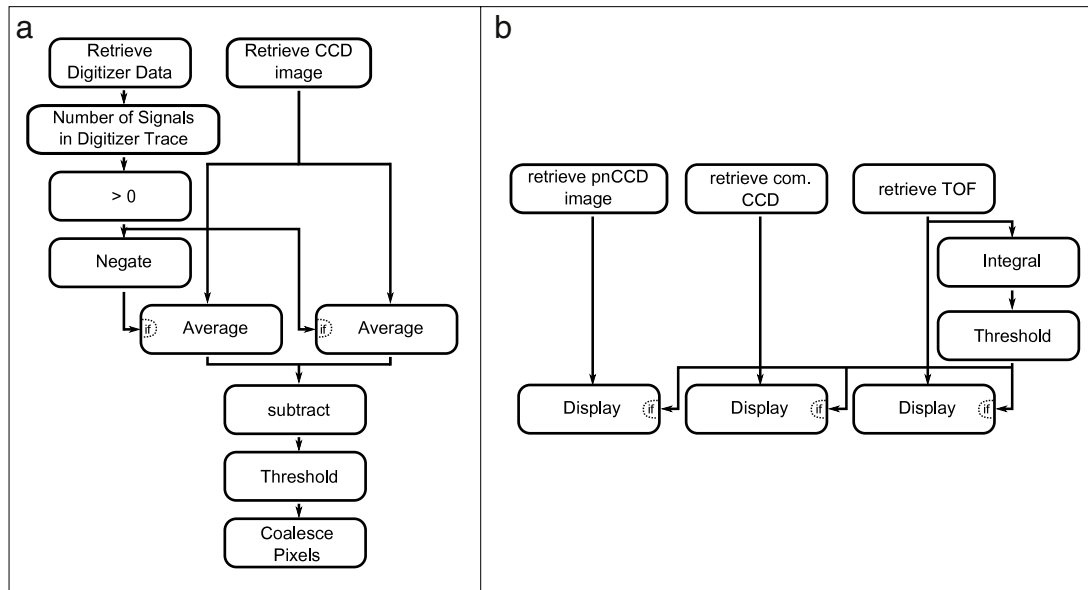 a
Retrieve
Digitizer Data
Retrieve CCD
image
Number of Signals
in Digitizer Trace
> 0
Negate
if
Average
if
Average
subtract
Threshold
Coalesce
Pixels
b
retrieve pnCCD
image
retrieve com.
CCD
retrieve TOF
Integral
Threshold
Display
if
Display
if
Display
if